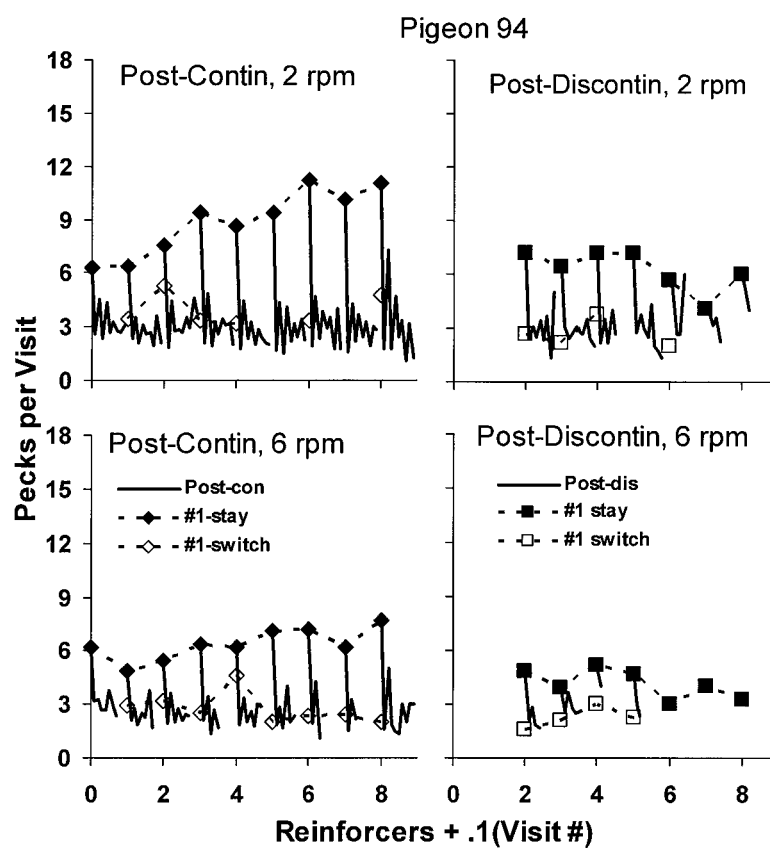 Pigeon 94
Post-Contin, 2 rpm
Post-Discontin, 2 rpm
18
15
12
9
6
3
0
Pecks per Visit
Post-Contin, 6 rpm
Post-Discontin, 6 rpm
18
15
12
9
6
3
0
Post-con
#1-stay
#1-switch
Post-dis
#1 stay
#1 switch
0 2 4 6 8
0 2 4 6 8
Reinforcers + .1(Visit #)